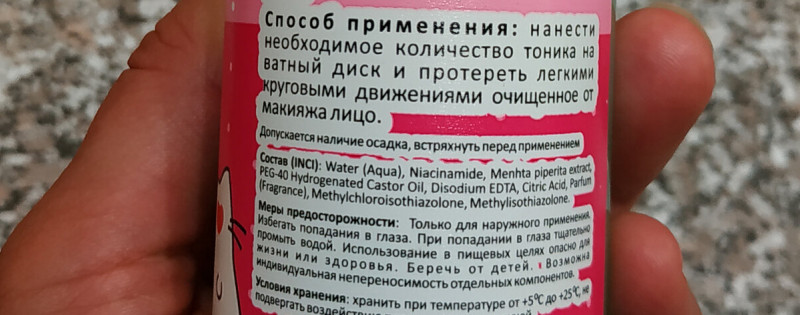 Способ применения: нанести
необходимое количество тоника на
ватный диск и протереть легкими
круговыми движениями очищенное от
макияжа лицо.
Допускается наличие осадка, встряхнуть перед применением
Состав (INCI): Water (Aqua), Niacinamide, Menhta piperita extract,
PEG-40 Hydrogenated Castor Oil, Disodium EDTA, Citric Acid, Parfum
(Fragrance), Methylchloroisothiazolone, Methylisothiazolone.
Меры предосторожности: Только для наружного применения.
Избегать попадания в глаза. При попадании в глаза тщательно
промыть водой. Использование в пищевых целях опасно для
жизни или здоровья. Беречь от детей. • Возможна
индивидуальная непереносимость отдельных компонентов.
Условия хранения: хранить при температуре от +5°C до +25°C, не
подвергать воздействию